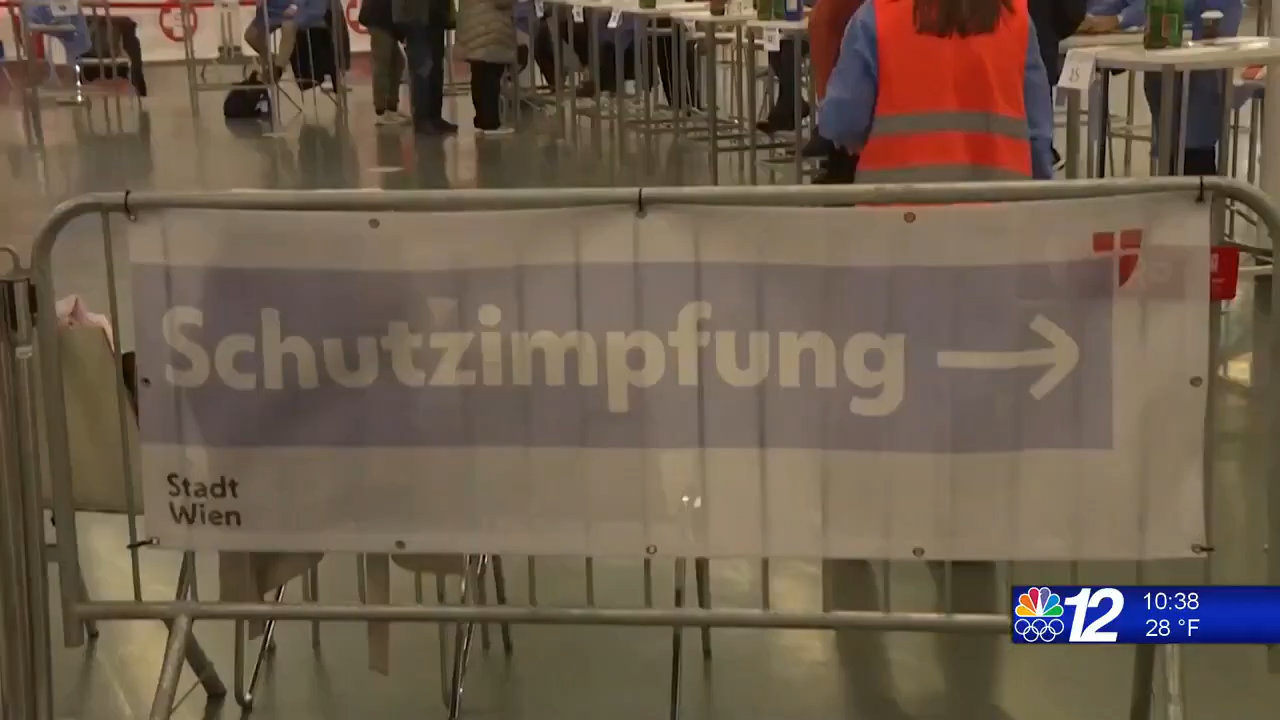 Schutzimpfung →
Stadt
Wien
12
10:38
28 °F